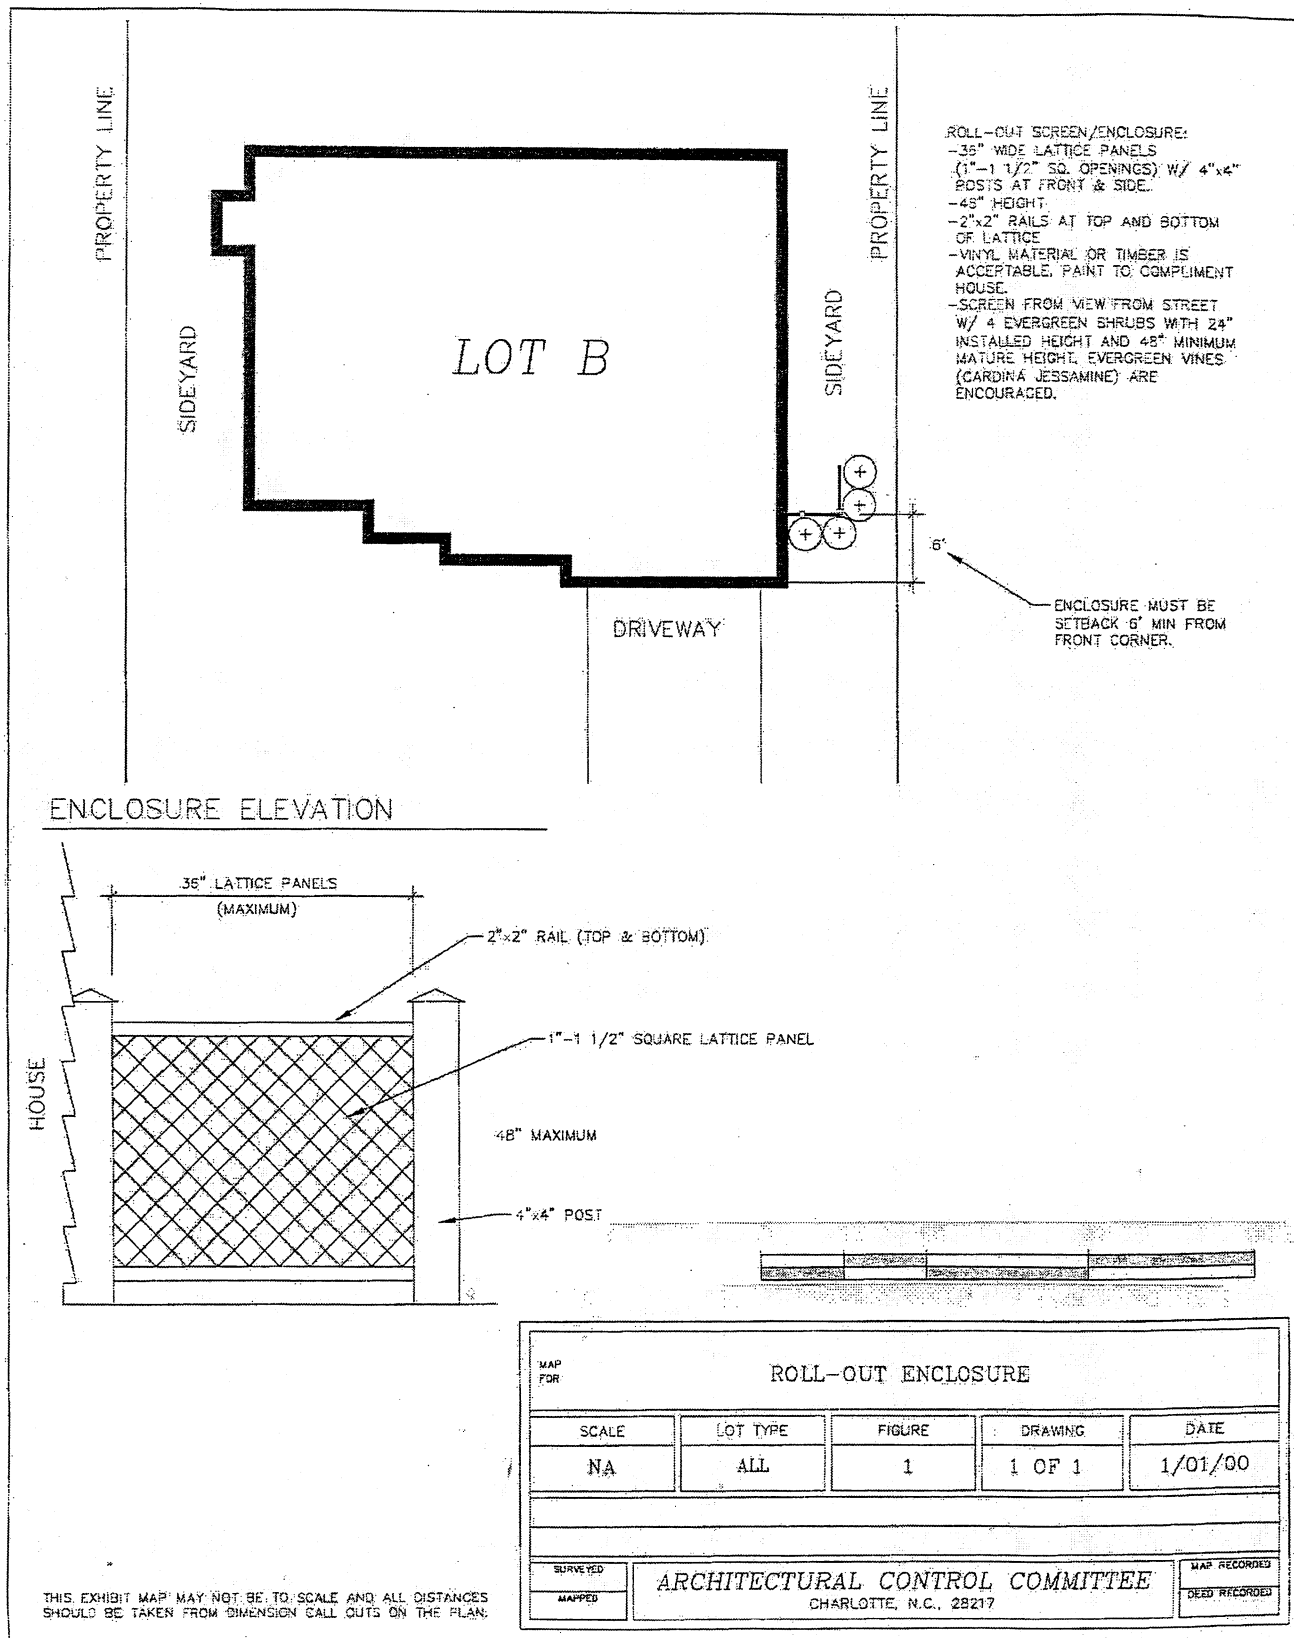 PROPERTY LINE
PROPERTY LINE
ROLL-OUT SCREEN/ENCLOSURE:
-36" WIDE LATTICE PANELS
(1"-1 1/2" SQ. OPENINGS) W/ 4"x4"
POSTS AT FRONT & SIDE.
-48" HEIGHT
-2"x2" RAILS AT TOP AND BOTTOM
OF LATTICE
-VINYL MATERIAL OR TIMBER IS
ACCEPTABLE, PAINT TO COMPLIMENT
HOUSE.
-SCREEN FROM VIEW FROM STREET
W/ 4 EVERGREEN SHRUBS WITH 24"
INSTALLED HEIGHT AND 48" MINIMUM
MATURE HEIGHT. EVERGREEN VINES
(CARDINA JESSAMINE) ARE
ENCOURAGED.
SIDEYARD
LOT B
SIDEYARD
6'
ENCLOSURE MUST BE
SETBACK 6' MIN FROM
FRONT CORNER.
DRIVEWAY
ENCLOSURE ELEVATION
36" LATTICE PANELS
(MAXIMUM)
2"x2" RAIL (TOP & BOTTOM)
1"-1 1/2" SQUARE LATTICE PANEL
HOUSE
48" MAXIMUM
4"x4" POST
MAP
FOR
ROLL-OUT ENCLOSURE
SCALE LOT TYPE FIGURE DRAWING DATE
NA ALL 1 1 OF 1 1/01/00
SURVEYED
MAPPED
ARCHITECTURAL CONTROL COMMITTEE
CHARLOTTE, N.C., 28217
MAP RECORDED
DEED RECORDED
THIS EXHIBIT MAP MAY NOT BE TO SCALE AND ALL DISTANCES
SHOULD BE TAKEN FROM DIMENSION CALL OUTS ON THE PLAN.